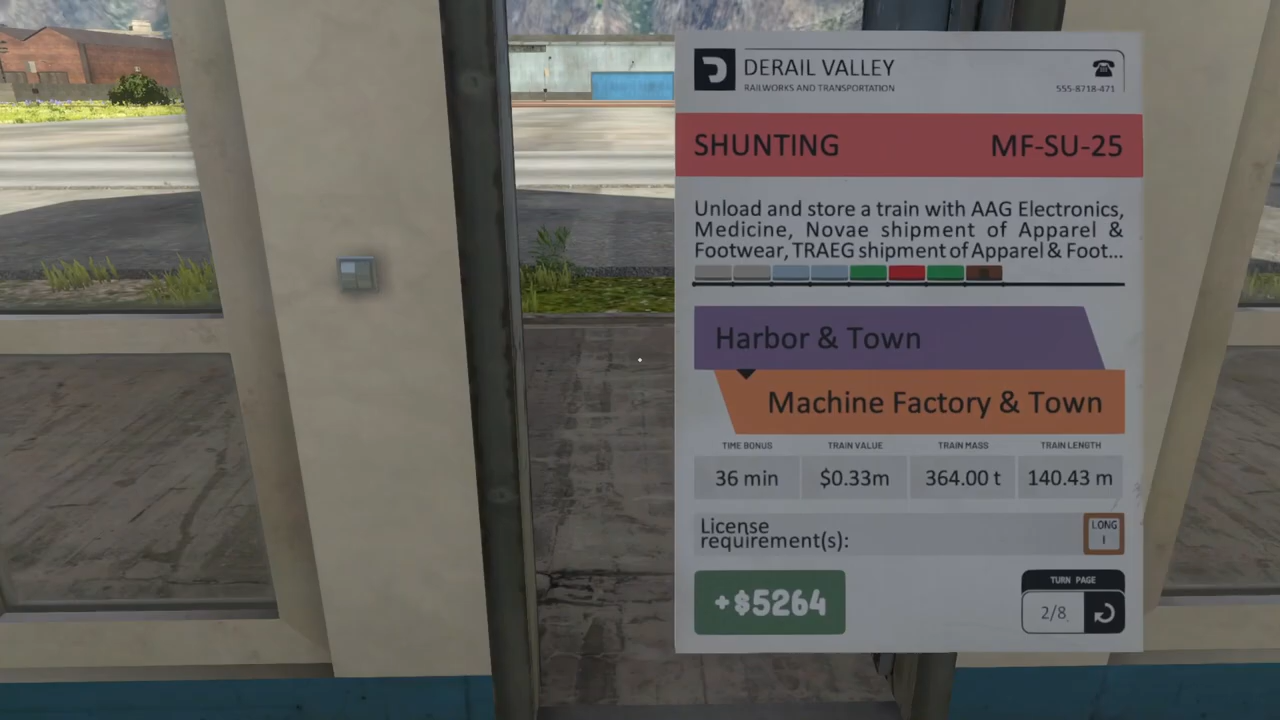 DERAIL VALLEY
RAILWORKS AND TRANSPORTATION
555-8718-471
SHUNTING MF-SU-25
Unload and store a train with AAG Electronics,
Medicine, Novae shipment of Apparel &
Footwear, TRAEG shipment of Apparel & Foot...
Harbor & Town
Machine Factory & Town
TIME BONUS TRAIN VALUE TRAIN MASS TRAIN LENGTH
36 min $0.33m 364.00 t 140.43 m
License
requirement(s):
LONG
I
+$5264
TURN PAGE
2/8